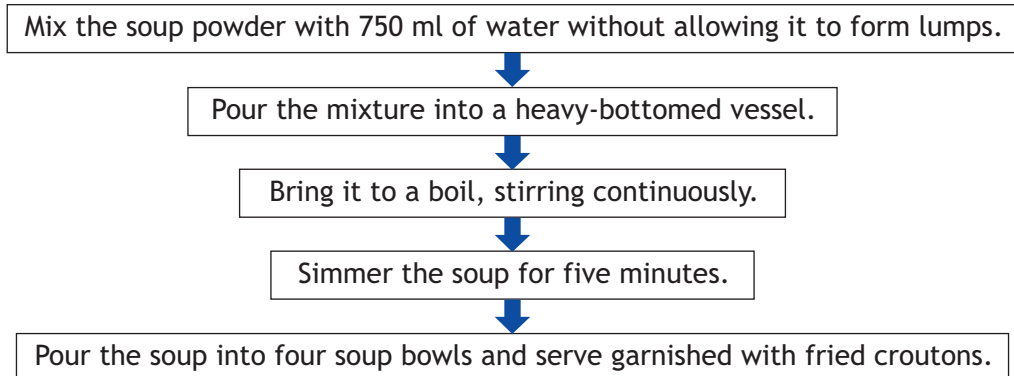 Mix the soup powder with 750 ml of water without allowing it to form lumps.
Pour the mixture into a heavy-bottomed vessel.
Bring it to a boil, stirring continuously.
Simmer the soup for five minutes.
Pour the soup into four soup bowls and serve garnished with fried croutons.